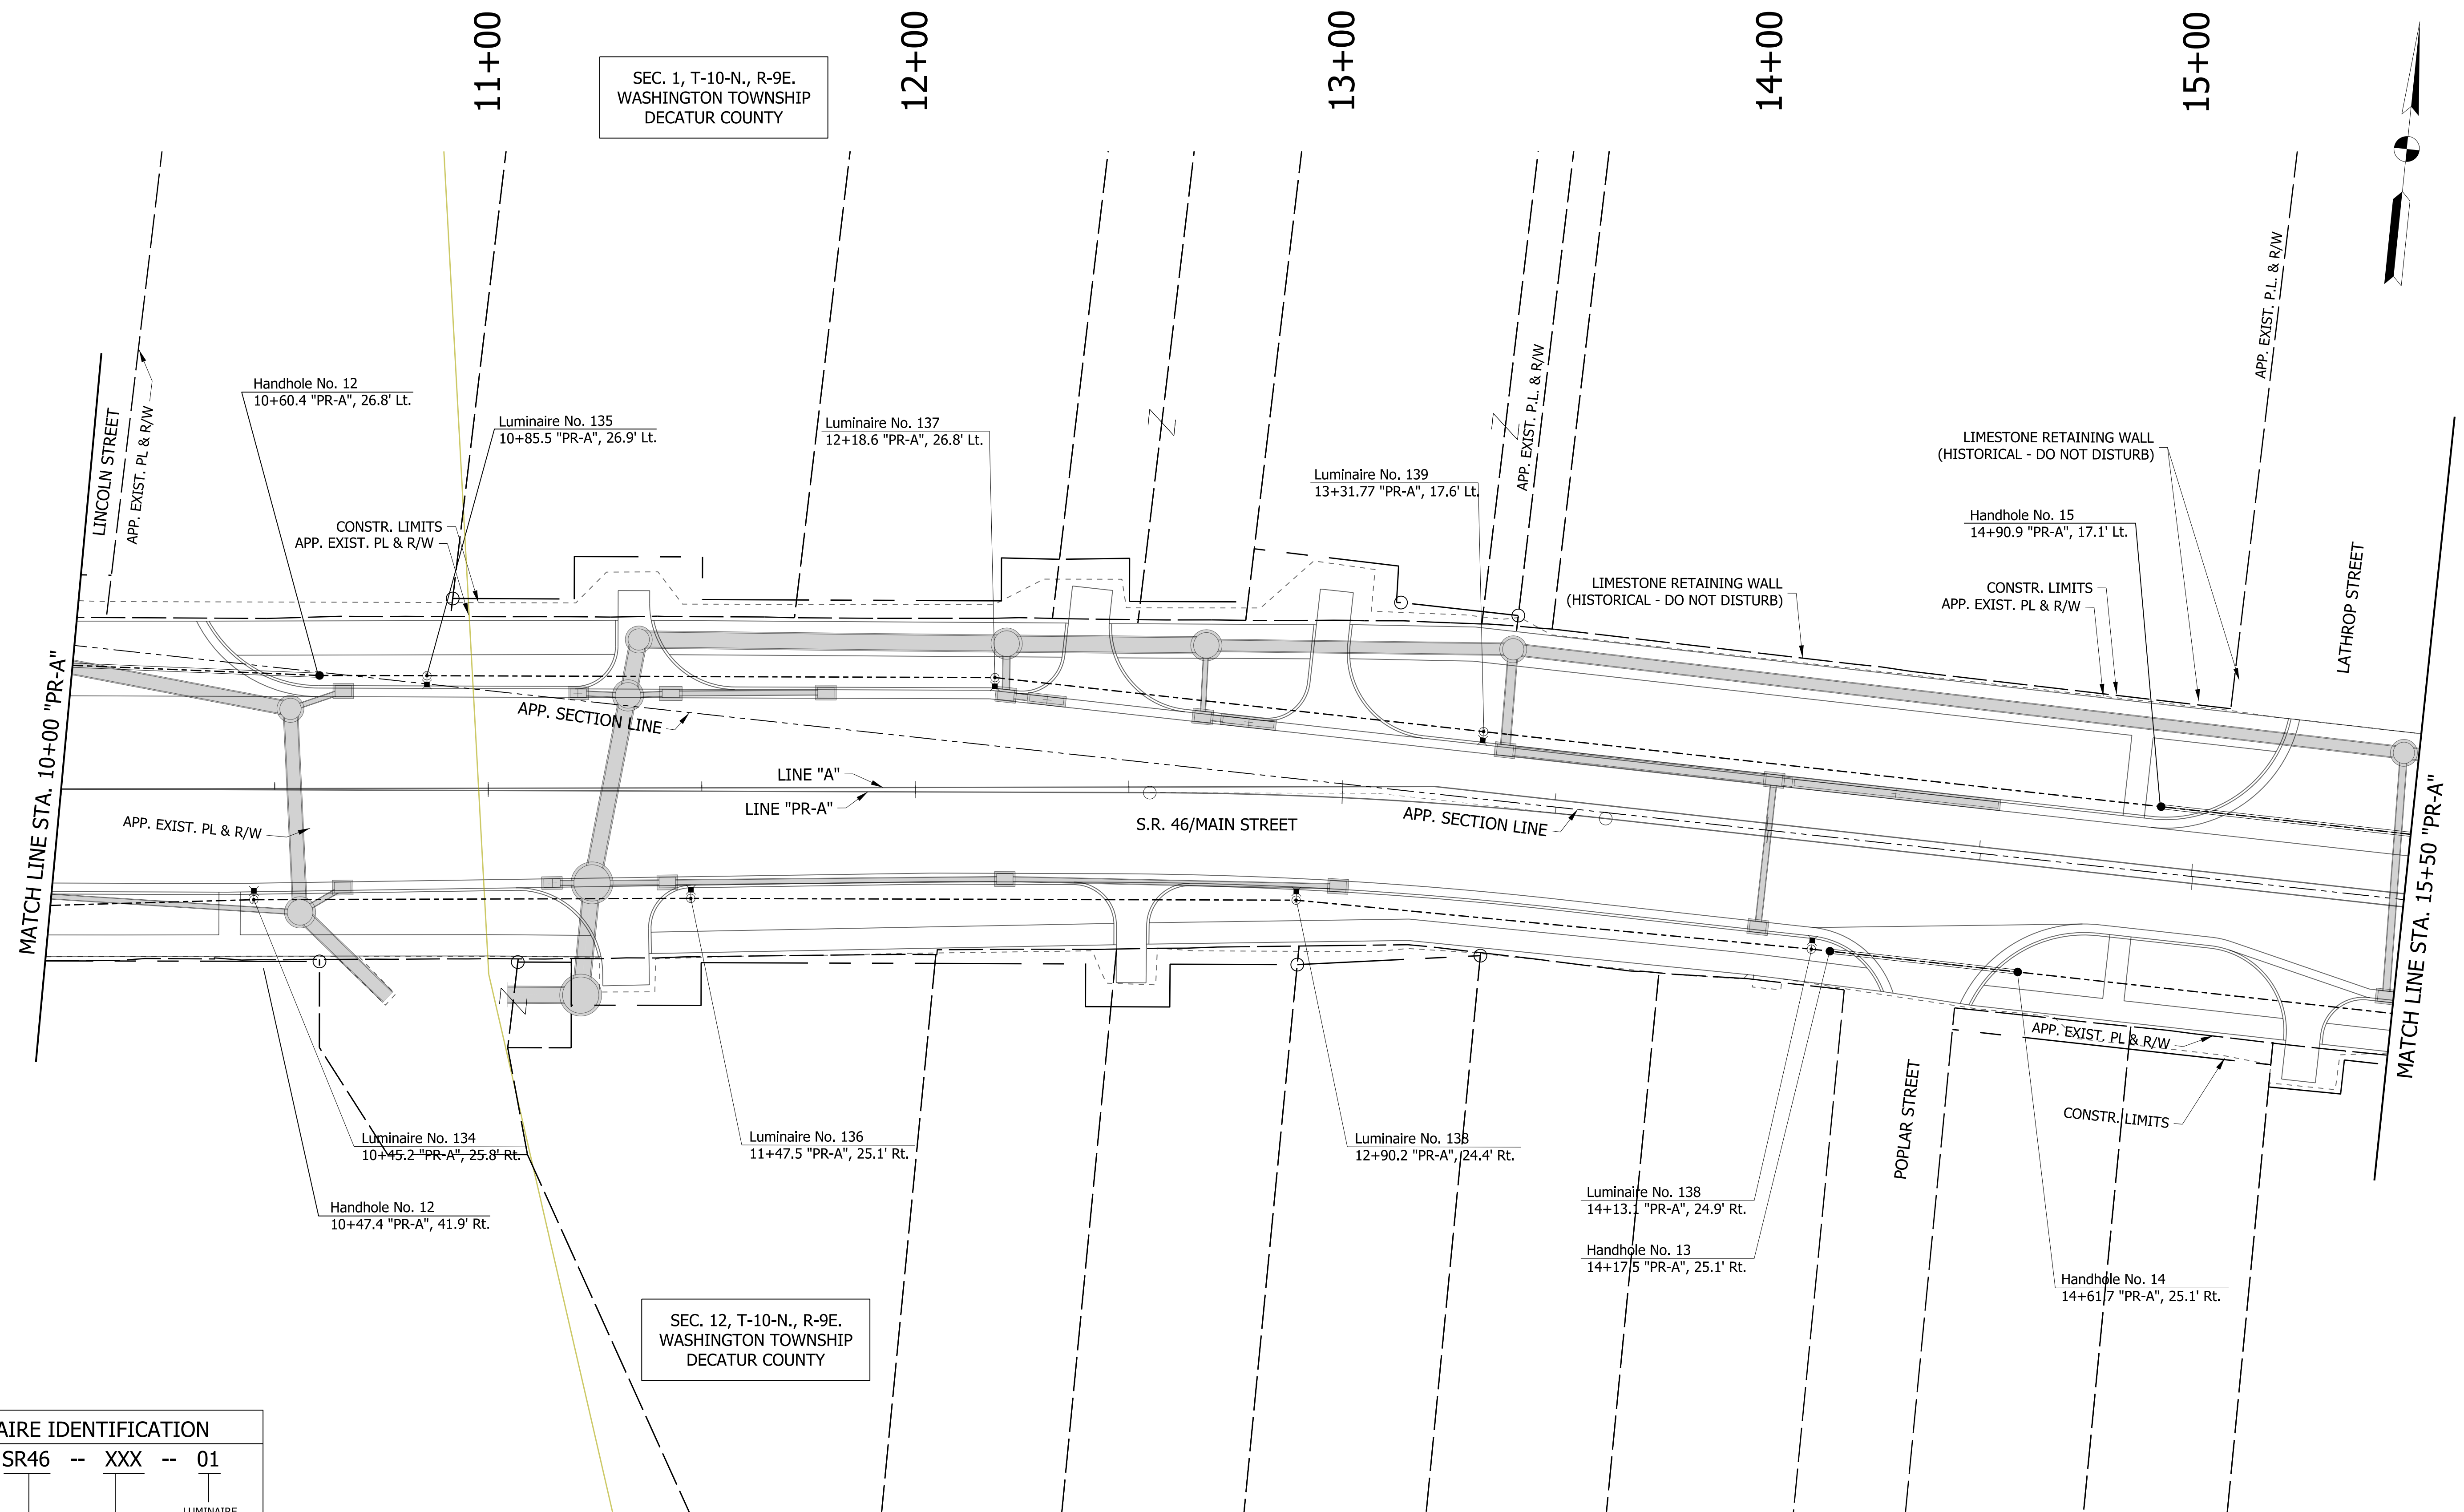 11+00
12+00
13+00
14+00
15+00
SEC. 1, T-10-N., R-9E.
WASHINGTON TOWNSHIP
DECATUR COUNTY
LINCOLN STREET
APP. EXIST. PL & R/W
Handhole No. 12
10+60.4 "PR-A", 26.8' Lt.
Luminaire No. 135
10+85.5 "PR-A", 26.9' Lt.
Luminaire No. 137
12+18.6 "PR-A", 26.8' Lt.
Luminaire No. 139
13+31.77 "PR-A", 17.6' Lt.
APP. EXIST. P.L. & R/W
APP. EXIST. P.L. & R/W
LIMESTONE RETAINING WALL
(HISTORICAL - DO NOT DISTURB)
Handhole No. 15
14+90.9 "PR-A", 17.1' Lt.
CONSTR. LIMITS
APP. EXIST. PL & R/W
LIMESTONE RETAINING WALL
(HISTORICAL - DO NOT DISTURB)
CONSTR. LIMITS
APP. EXIST. PL & R/W
LATHROP STREET
MATCH LINE STA. 10+00 "PR-A"
APP. SECTION LINE
LINE "A"
LINE "PR-A"
S.R. 46/MAIN STREET
APP. SECTION LINE
APP. EXIST. PL & R/W
MATCH LINE STA. 15+50 "PR-A"
APP. EXIST. PL & R/W
CONSTR. LIMITS
POPLAR STREET
Luminaire No. 134
10+45.2 "PR-A", 25.8' Rt.
Luminaire No. 136
11+47.5 "PR-A", 25.1' Rt.
Luminaire No. 138
12+90.2 "PR-A", 24.4' Rt.
Handhole No. 12
10+47.4 "PR-A", 41.9' Rt.
Luminaire No. 138
14+13.1 "PR-A", 24.9' Rt.
Handhole No. 13
14+17.5 "PR-A", 25.1' Rt.
Handhole No. 14
14+61.7 "PR-A", 25.1' Rt.
SEC. 12, T-10-N., R-9E.
WASHINGTON TOWNSHIP
DECATUR COUNTY
AIRE IDENTIFICATION
SR46 -- XXX -- 01
LUMINAIRE